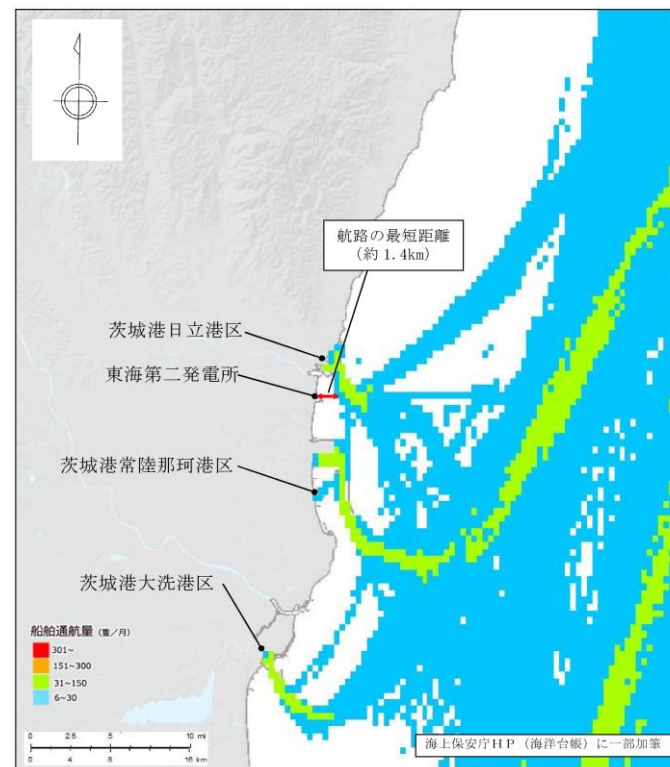 航路の最短距離
（約1.4km）
茨城港日立港区
東海第二発電所
茨城港常陸那珂港区
茨城港大洗港区
船舶通航量（隻／月）
301~
151~300
31~150
6~30
0 2.5 5 10 mi
0 4 8 16 km
海上保安庁HP（海洋台帳）に一部加筆